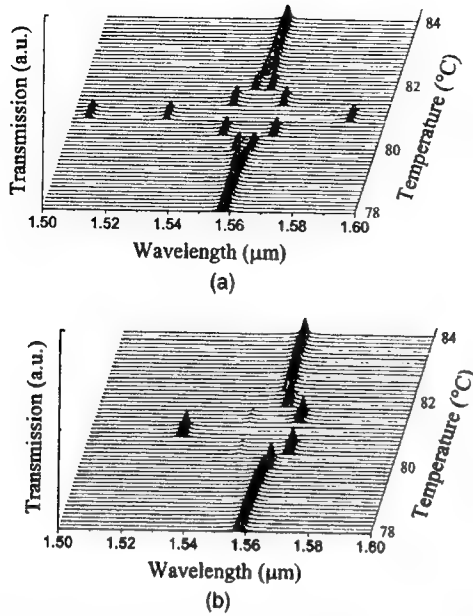 Transmission (a.u.)
84
82
80
78
Temperature (°C)
1.50 1.52 1.54 1.56 1.58 1.60
Wavelength (μm)
(a)
Transmission (a.u.)
84
82
80
78
Temperature (°C)
1.50 1.52 1.54 1.56 1.58 1.60
Wavelength (μm)
(b)